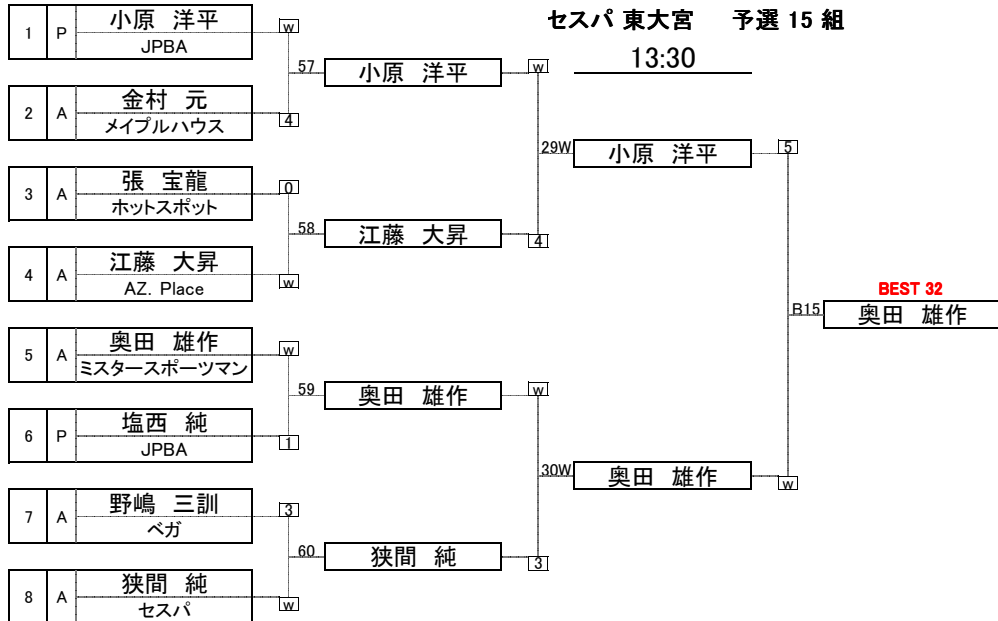 セスパ 東大宮 予選 15 組
13:30
1 P 小原 洋平 W
JPBA
57 小原 洋平 W
2 A 金村 元 4
メイプルハウス
29W 小原 洋平 5
3 A 張 宝龍 0
ホットスポット
58 江藤 大昇 4
4 A 江藤 大昇 W
AZ. Place
BEST 32
B15 奥田 雄作
5 A 奥田 雄作 W
ミスタースポーツマン
59 奥田 雄作 W
6 P 塩西 純 1
JPBA
30W 奥田 雄作 W
7 A 野嶋 三訓 3
ベガ
60 狭間 純 3
8 A 狭間 純 W
セスパ